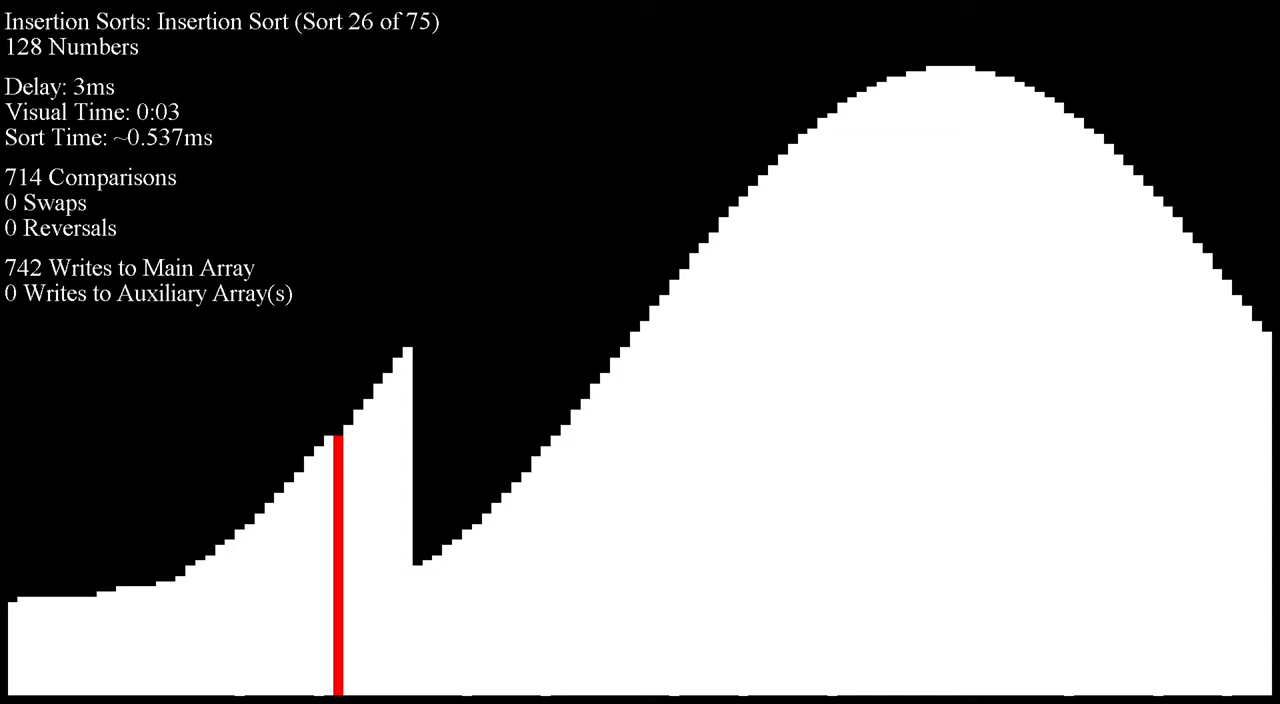 Insertion Sorts: Insertion Sort (Sort 26 of 75)
128 Numbers
Delay: 3ms
Visual Time: 0:03
Sort Time: ~0.537ms
714 Comparisons
0 Swaps
0 Reversals
742 Writes to Main Array
0 Writes to Auxiliary Array(s)